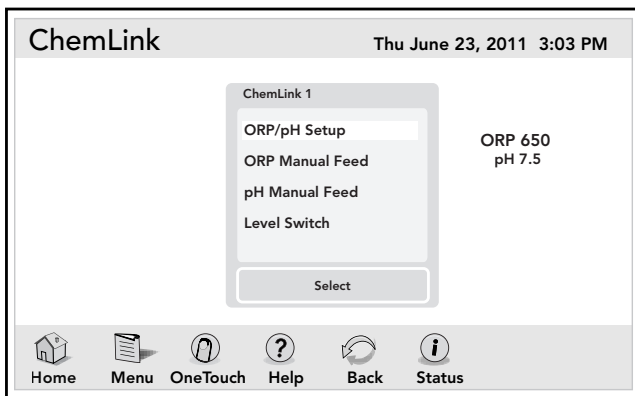 ChemLink
Thu June 23, 2011 3:03 PM
ChemLink 1
ORP/pH Setup
ORP Manual Feed
pH Manual Feed
Level Switch
Select
ORP 650
pH 7.5
Home Menu OneTouch Help Back Status